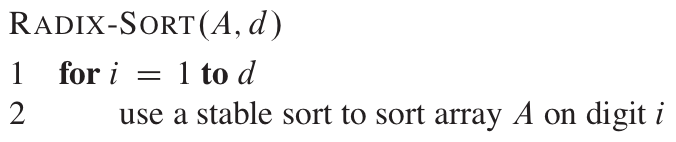 RADIX-SORT(A, d)
1 for i = 1 to d
2 use a stable sort to sort array A on digit i